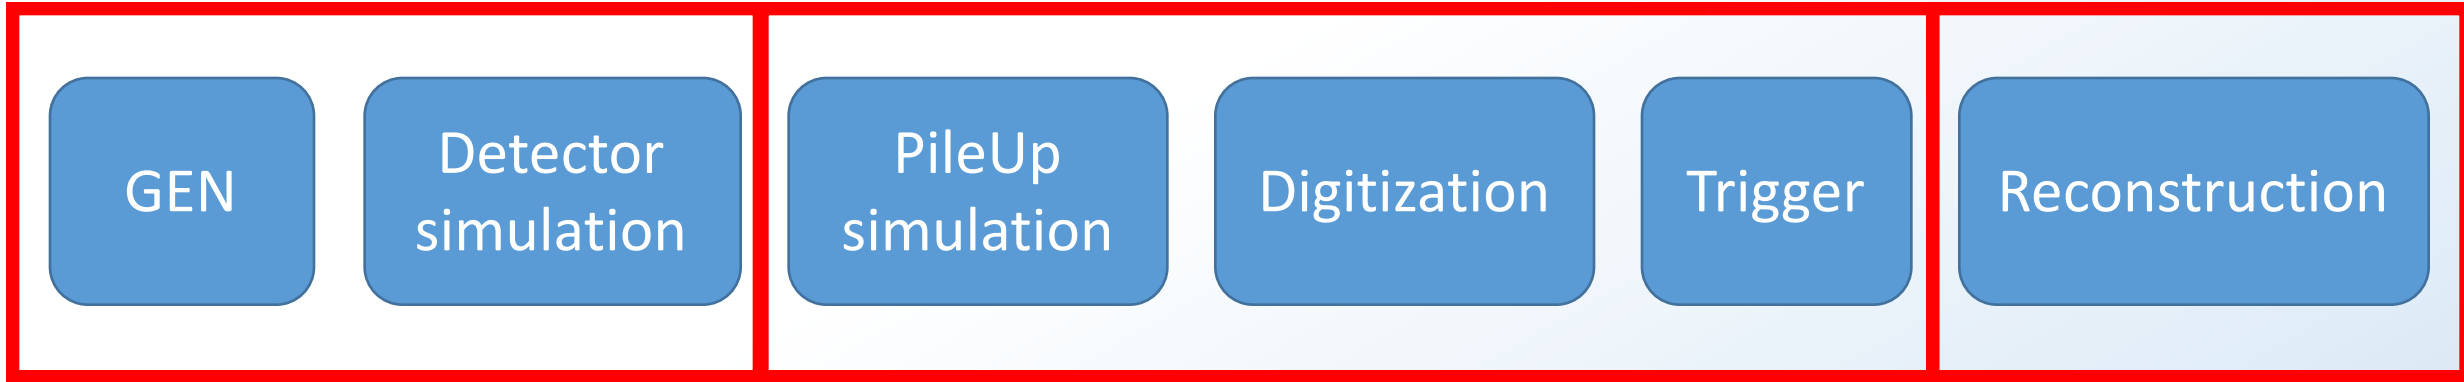 GEN
Detector
simulation
PileUp
simulation
Digitization
Trigger
Reconstruction